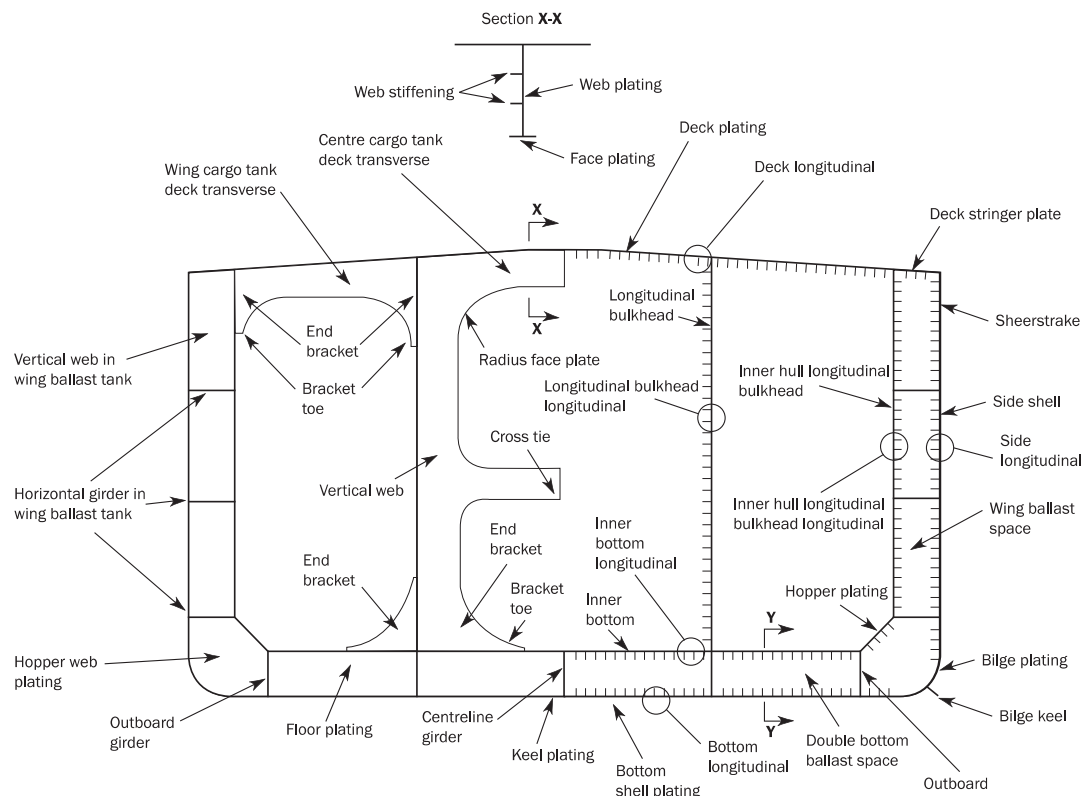 Section X-X
Web stiffening
Web plating
Face plating
Centre cargo tank
deck transverse
Deck plating
Wing cargo tank
deck transverse
Deck longitudinal
X
Deck stringer plate
Longitudinal
bulkhead
X
Sheerstrake
End
bracket
Radius face plate
Vertical web in
wing ballast tank
Bracket
toe
Longitudinal bulkhead
longitudinal
Inner hull longitudinal
bulkhead
Side shell
Cross tie
Side
longitudinal
Vertical web
Horizontal girder in
wing ballast tank
Inner hull longitudinal
bulkhead longitudinal
Wing ballast
space
End
bracket
Inner
bottom
longitudinal
End
bracket
Bracket
toe
Hopper plating
Inner
bottom
Y
Hopper web
plating
Bilge plating
Outboard
girder
Floor plating
Centreline
girder
Keel plating
Bottom
shell plating
Bottom
longitudinal
Y
Double bottom
ballast space
Bilge keel
Outboard